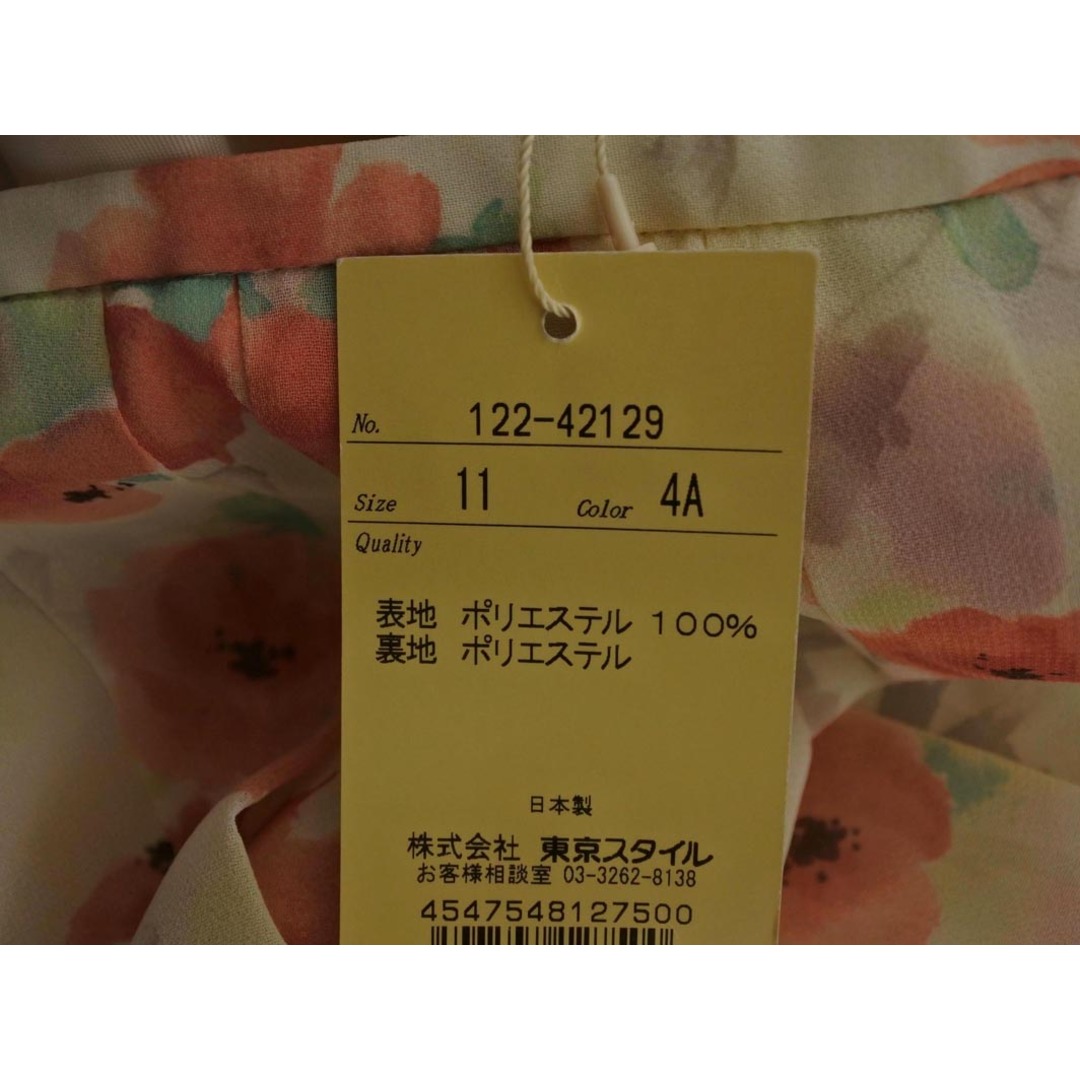 No. 122-42129
Size 11 Color 4A
Quality
表地 ポリエステル 100%
裏地 ポリエステル
日本製
株式会社 東京スタイル
お客様相談室 03-3262-8138
4547548127500